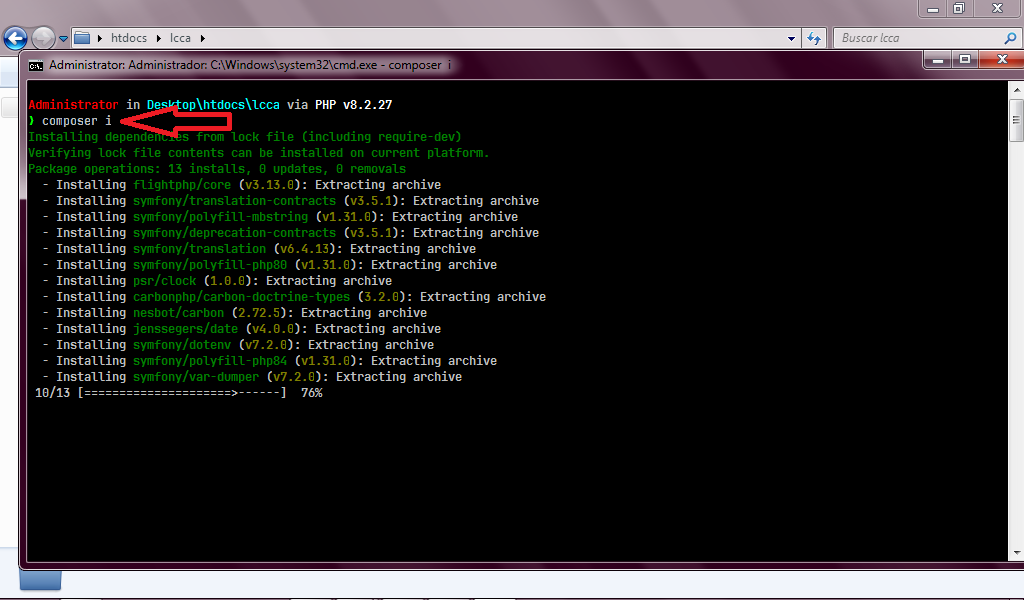 htdocs lcca
Buscar lcca
Administrator: Administrador: C:\Windows\system32\cmd.exe - composer i
Administrator in Desktop\htdocs\lcca via PHP v8.2.27
❯ composer i
Installing dependencies from lock file (including require-dev)
Verifying lock file contents can be installed on current platform.
Package operations: 13 installs, 0 updates, 0 removals
- Installing flightphp/core (v3.13.0): Extracting archive
- Installing symfony/translation-contracts (v3.5.1): Extracting archive
- Installing symfony/polyfill-mbstring (v1.31.0): Extracting archive
- Installing symfony/deprecation-contracts (v3.5.1): Extracting archive
- Installing symfony/translation (v6.4.13): Extracting archive
- Installing symfony/polyfill-php80 (v1.31.0): Extracting archive
- Installing psr/clock (1.0.0): Extracting archive
- Installing carbonphp/carbon-doctrine-types (3.2.0): Extracting archive
- Installing nesbot/carbon (2.72.5): Extracting archive
- Installing jenssegers/date (v4.0.0): Extracting archive
- Installing symfony/dotenv (v7.2.0): Extracting archive
- Installing symfony/polyfill-php84 (v1.31.0): Extracting archive
- Installing symfony/var-dumper (v7.2.0): Extracting archive
10/13 [=====================>------] 76%